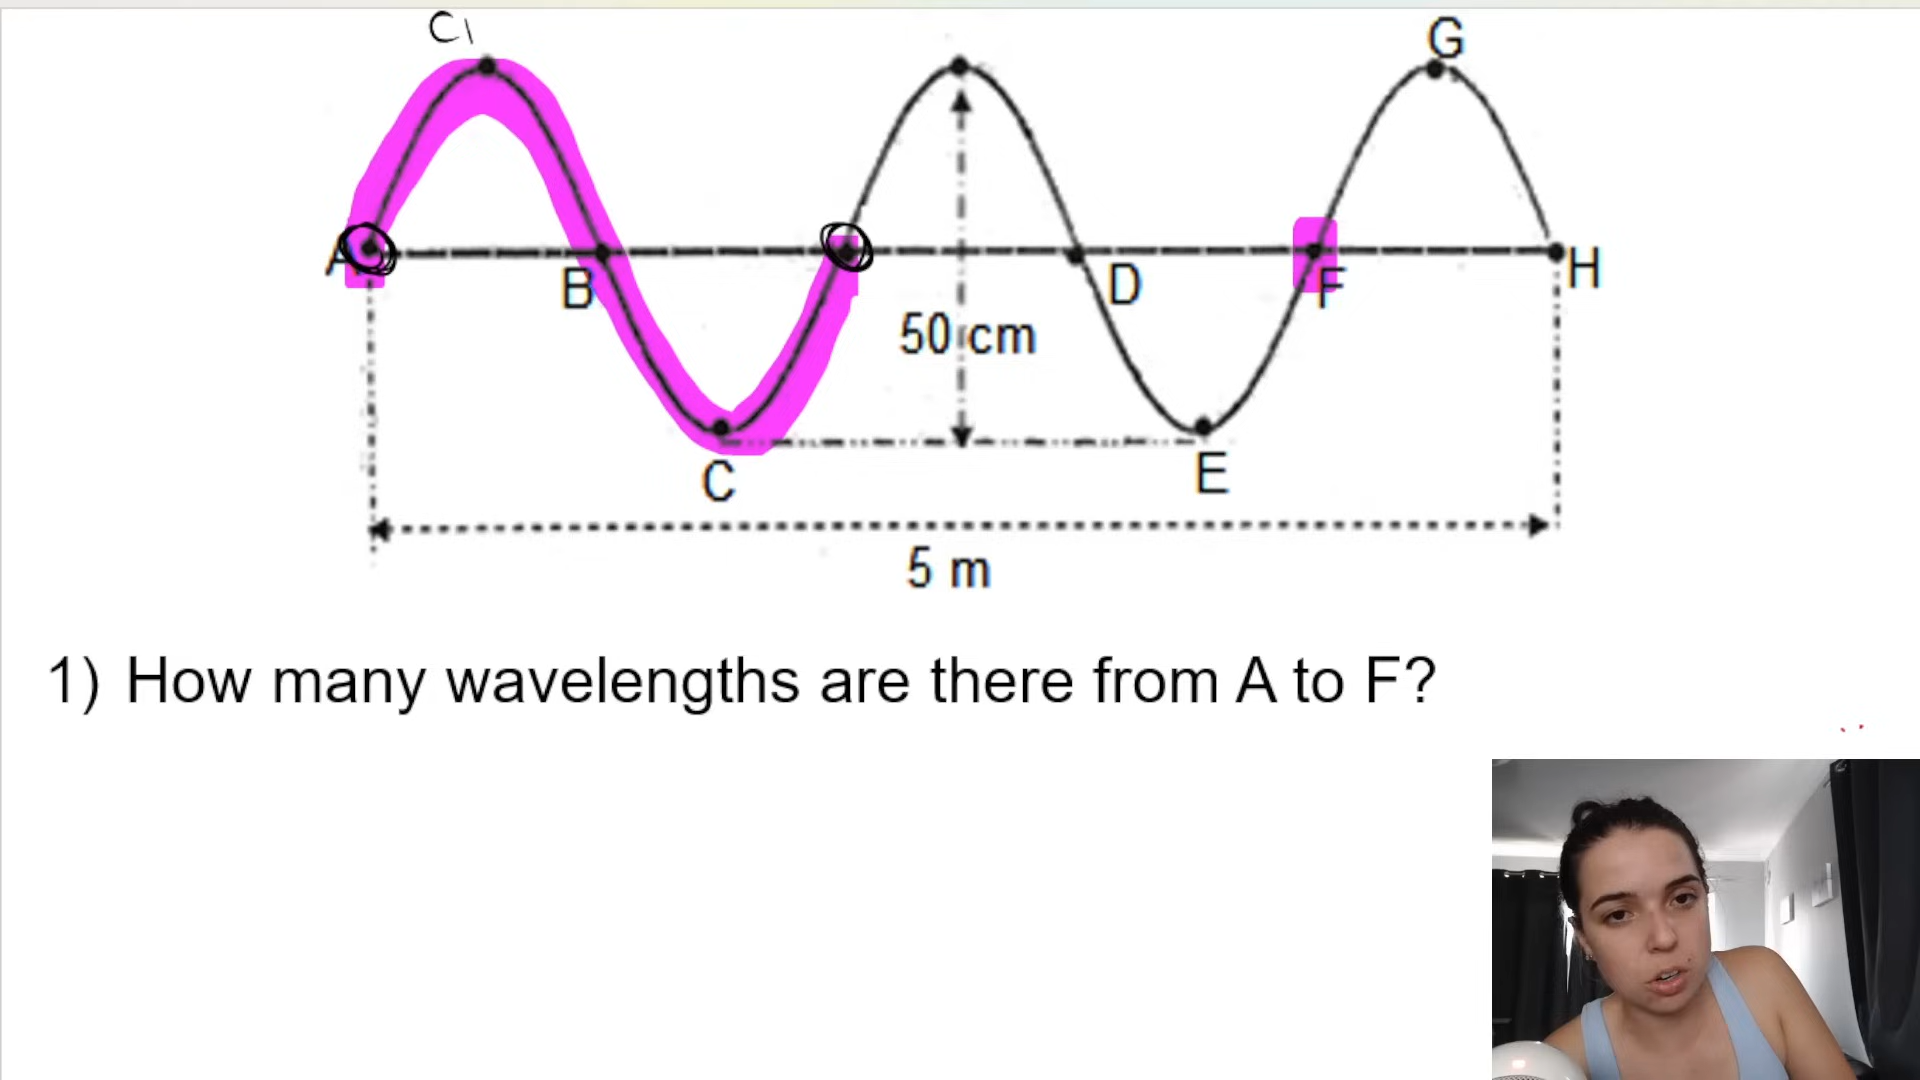 C1
G
A
B
D
F
H
50 cm
C
E
5 m
1) How many wavelengths are there from A to F?